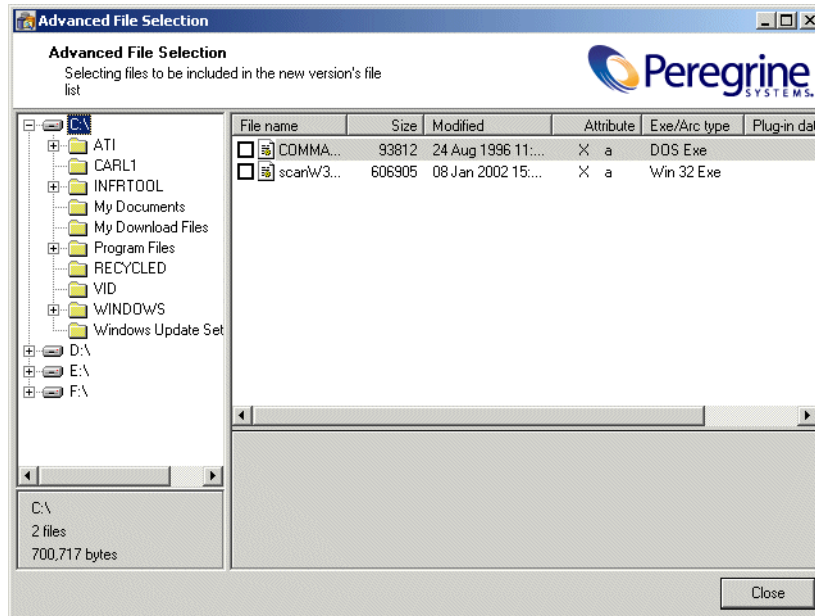 Advanced File Selection
Advanced File Selection
Selecting files to be included in the new version's file
list
Peregrine
SYSTEMS
C:\
ATI
CARL1
INFRTOOL
My Documents
My Download Files
Program Files
RECYCLED
VID
WINDOWS
Windows Update Set
D:\
E:\
F:\
File name Size Modified Attribute Exe/Arc type Plug-in dat
COMMA... 93812 24 Aug 1996 11:... X a DOS Exe
scanW3... 606905 08 Jan 2002 15:... X a Win 32 Exe
C:\
2 files
700,717 bytes
Close